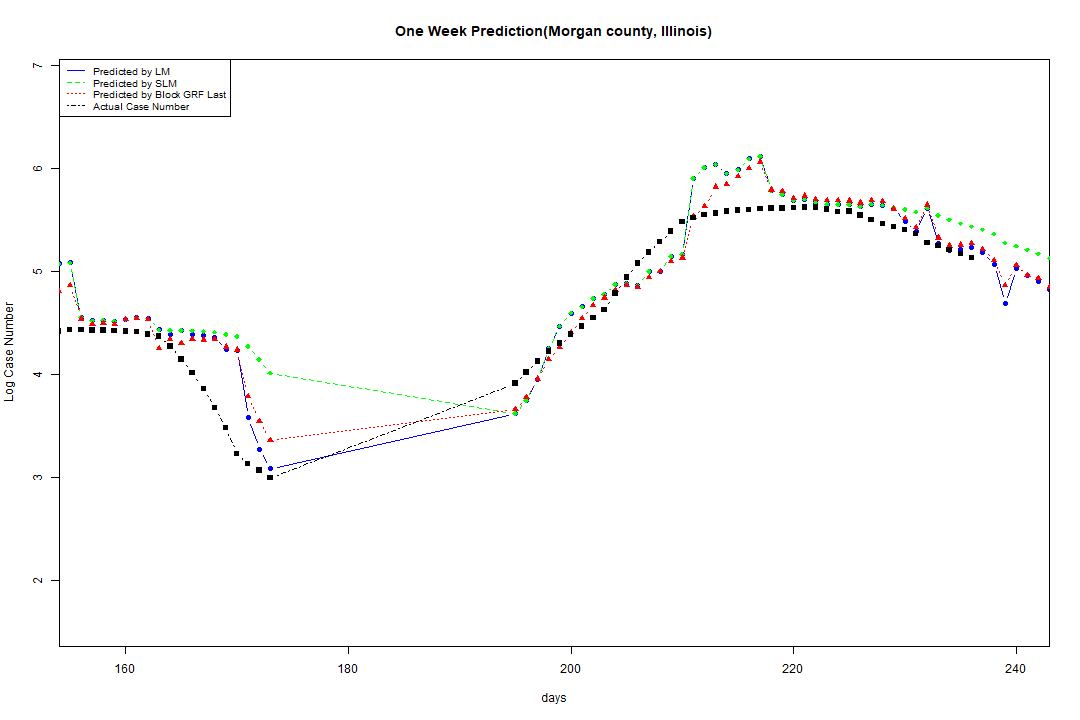 One Week Prediction(Morgan county, Illinois)
Predicted by LM
Predicted by SLM
Predicted by Block GRF Last
Actual Case Number
7
6
5
4
3
2
Log Case Number
160 180 200 220 240
days